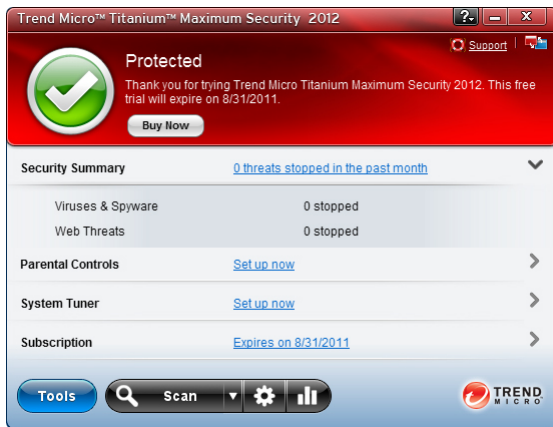 Trend Micro™ Titanium™ Maximum Security 2012
?
Support
Protected
Thank you for trying Trend Micro Titanium Maximum Security 2012. This free
trial will expire on 8/31/2011.
Buy Now
Security Summary 0 threats stopped in the past month
Viruses & Spyware 0 stopped
Web Threats 0 stopped
Parental Controls Set up now
System Tuner Set up now
Subscription Expires on 8/31/2011
Tools Scan
TREND
MICRO